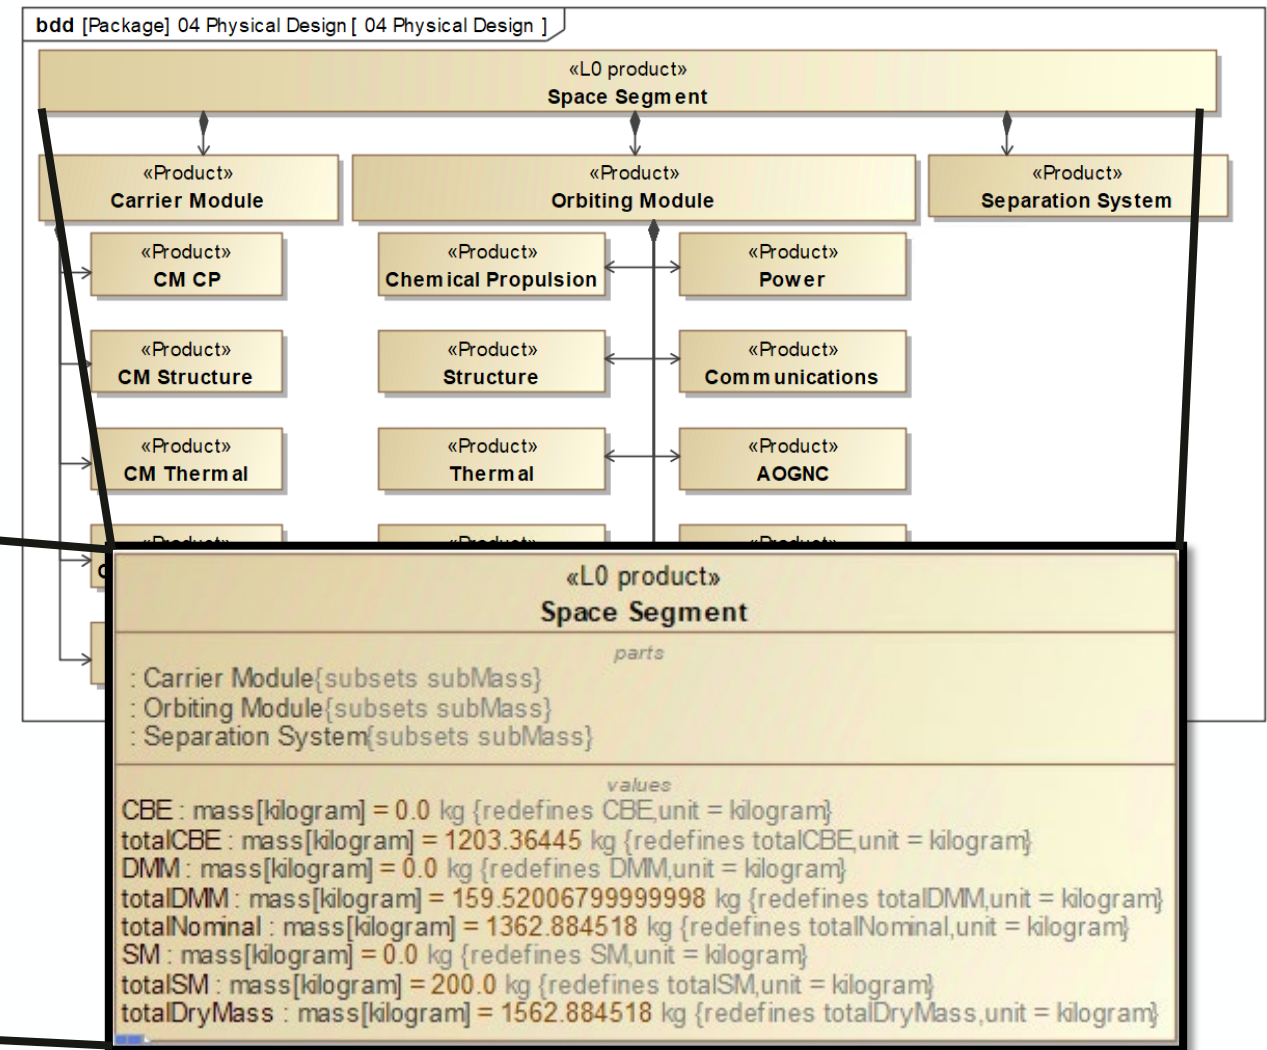 bdd [Package] 04 Physical Design [ 04 Physical Design ]
«L0 product»
Space Segment
«Product»
Carrier Module
«Product»
Orbiting Module
«Product»
Separation System
«Product»
CM CP
«Product»
Chemical Propulsion
«Product»
Power
«Product»
CM Structure
«Product»
Structure
«Product»
Communications
«Product»
CM Thermal
«Product»
Thermal
«Product»
AOGNC
«Product»
«Product»
«Product»
«L0 product»
Space Segment
parts
: Carrier Module{subsets subMass}
: Orbiting Module{subsets subMass}
: Separation System{subsets subMass}
values
CBE : mass[kilogram] = 0.0 kg {redefines CBE,unit = kilogram}
totalCBE : mass[kilogram] = 1203.36445 kg {redefines totalCBE,unit = kilogram}
DMM : mass[kilogram] = 0.0 kg {redefines DMM,unit = kilogram}
totalDMM : mass[kilogram] = 159.52006799999998 kg {redefines totalDMM,unit = kilogram}
totalNominal : mass[kilogram] = 1362.884518 kg {redefines totalNominal,unit = kilogram}
SM : mass[kilogram] = 0.0 kg {redefines SM,unit = kilogram}
totalSM : mass[kilogram] = 200.0 kg {redefines totalSM,unit = kilogram}
totalDryMass : mass[kilogram] = 1562.884518 kg {redefines totalDryMass,unit = kilogram}